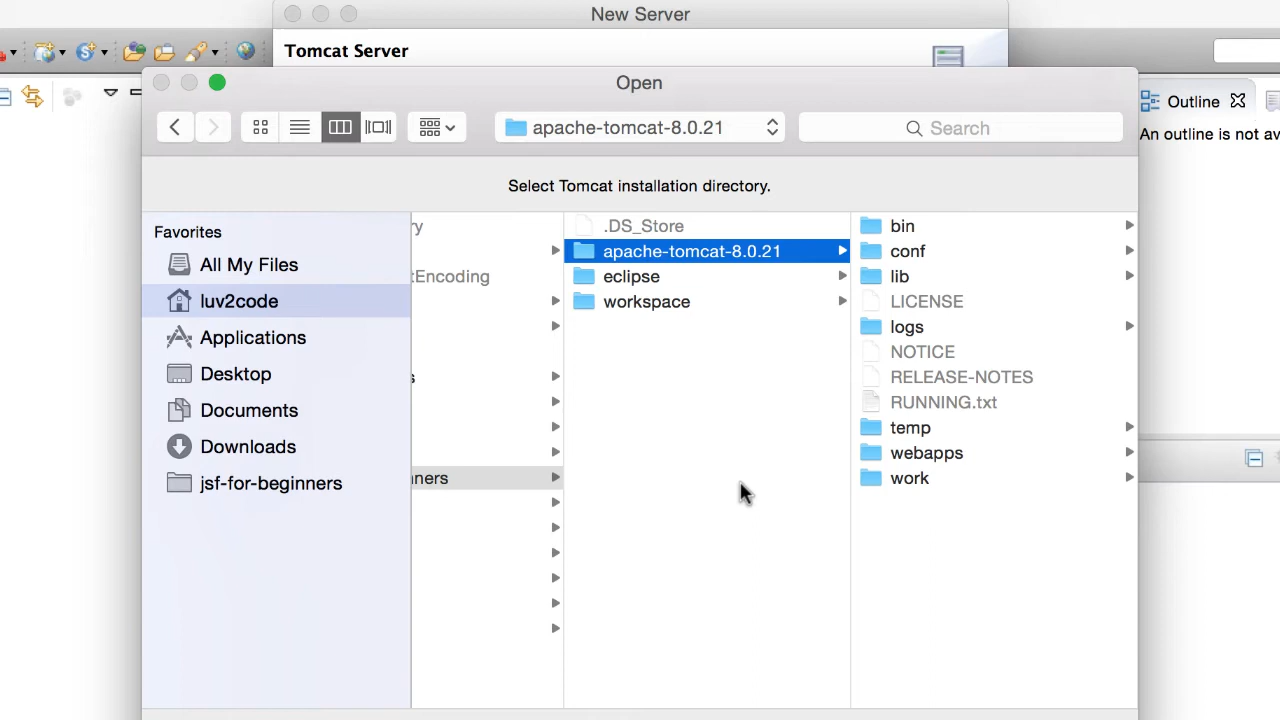 New Server
Tomcat Server
Open
Outline
An outline is not av
apache-tomcat-8.0.21
Search
Select Tomcat installation directory.
Favorites
All My Files
luv2code
Applications
Desktop
Documents
Downloads
jsf-for-beginners
ry
tEncoding
s
nners
.DS_Store
apache-tomcat-8.0.21
eclipse
workspace
bin
conf
lib
LICENSE
logs
NOTICE
RELEASE-NOTES
RUNNING.txt
temp
webapps
work